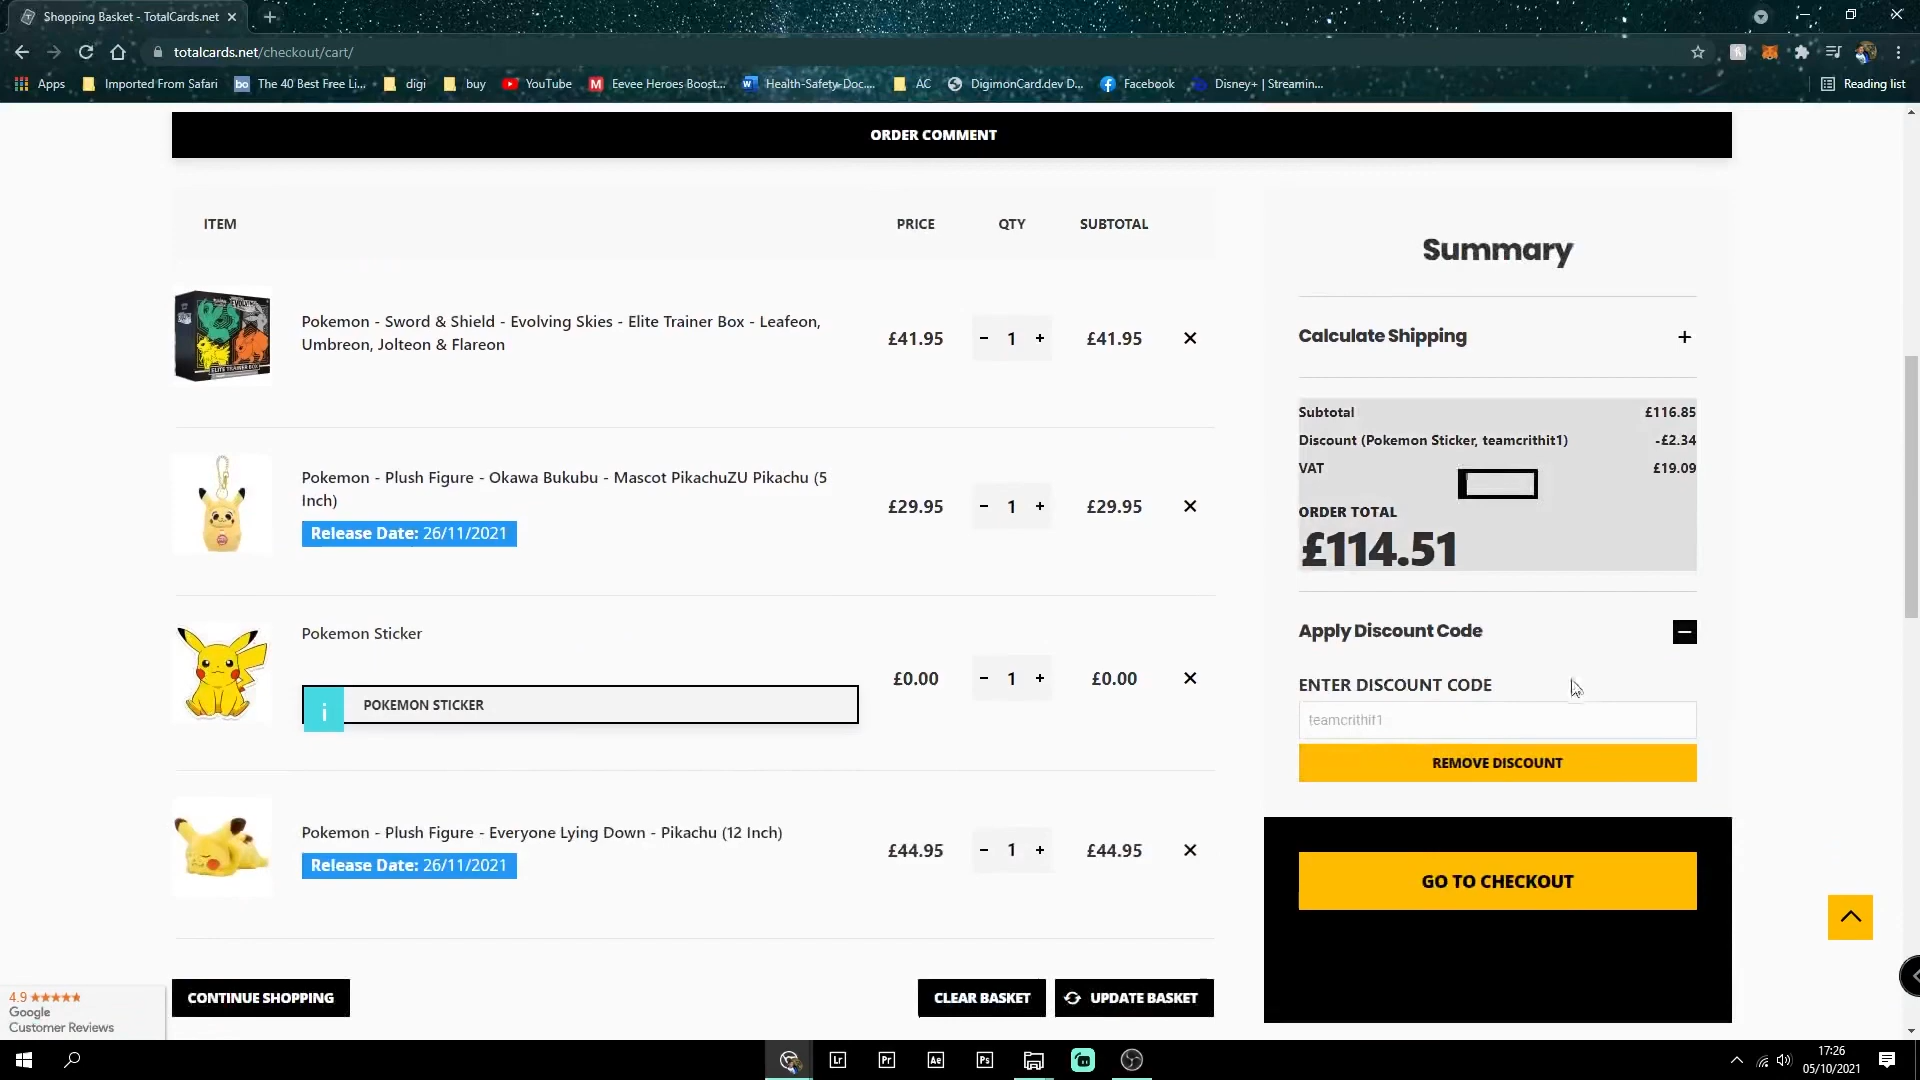 Shopping Basket - TotalCards.net
totalcards.net/checkout/cart/
Apps
Imported From Safari
bo
The 40 Best Free Li...
digi
buy
YouTube
M
Eevee Heroes Boost...
Health-Safety-Doc....
AC
DigimonCard.dev D...
Facebook
Disney+ | Streamin...
Reading list
ORDER COMMENT
ITEM
PRICE
QTY
SUBTOTAL
Pokemon - Sword & Shield - Evolving Skies - Elite Trainer Box - Leafeon,
Umbreon, Jolteon & Flareon
£41.95
- 1 +
£41.95
ELITE TRAINER BOX
Pokemon - Plush Figure - Okawa Bukubu - Mascot PikachuZU Pikachu (5
Inch)
Release Date: 26/11/2021
£29.95
- 1 +
£29.95
Pokemon Sticker
i
POKEMON STICKER
£0.00
- 1 +
£0.00
Pokemon - Plush Figure - Everyone Lying Down - Pikachu (12 Inch)
Release Date: 26/11/2021
£44.95
- 1 +
£44.95
CONTINUE SHOPPING
CLEAR BASKET
UPDATE BASKET
Summary
Calculate Shipping
+
Subtotal
£116.85
Discount (Pokemon Sticker, teamcrithit1)
-£2.34
VAT
£19.09
ORDER TOTAL
£114.51
Apply Discount Code
ENTER DISCOUNT CODE
teamcrithit1
REMOVE DISCOUNT
GO TO CHECKOUT
4.9
Google
Customer Reviews
Lr
Pr
Ae
Ps
17:26
05/10/2021